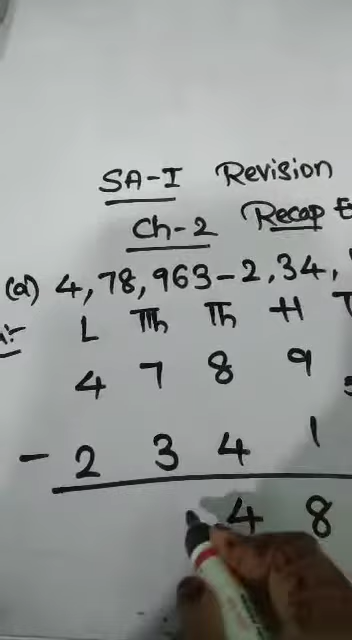 SA-I Revision
Ch-2 Recap
(a) 4,78,963-2,34,
L TTh Th H T
4 7 8 9
- 2 3 4 1
4 8